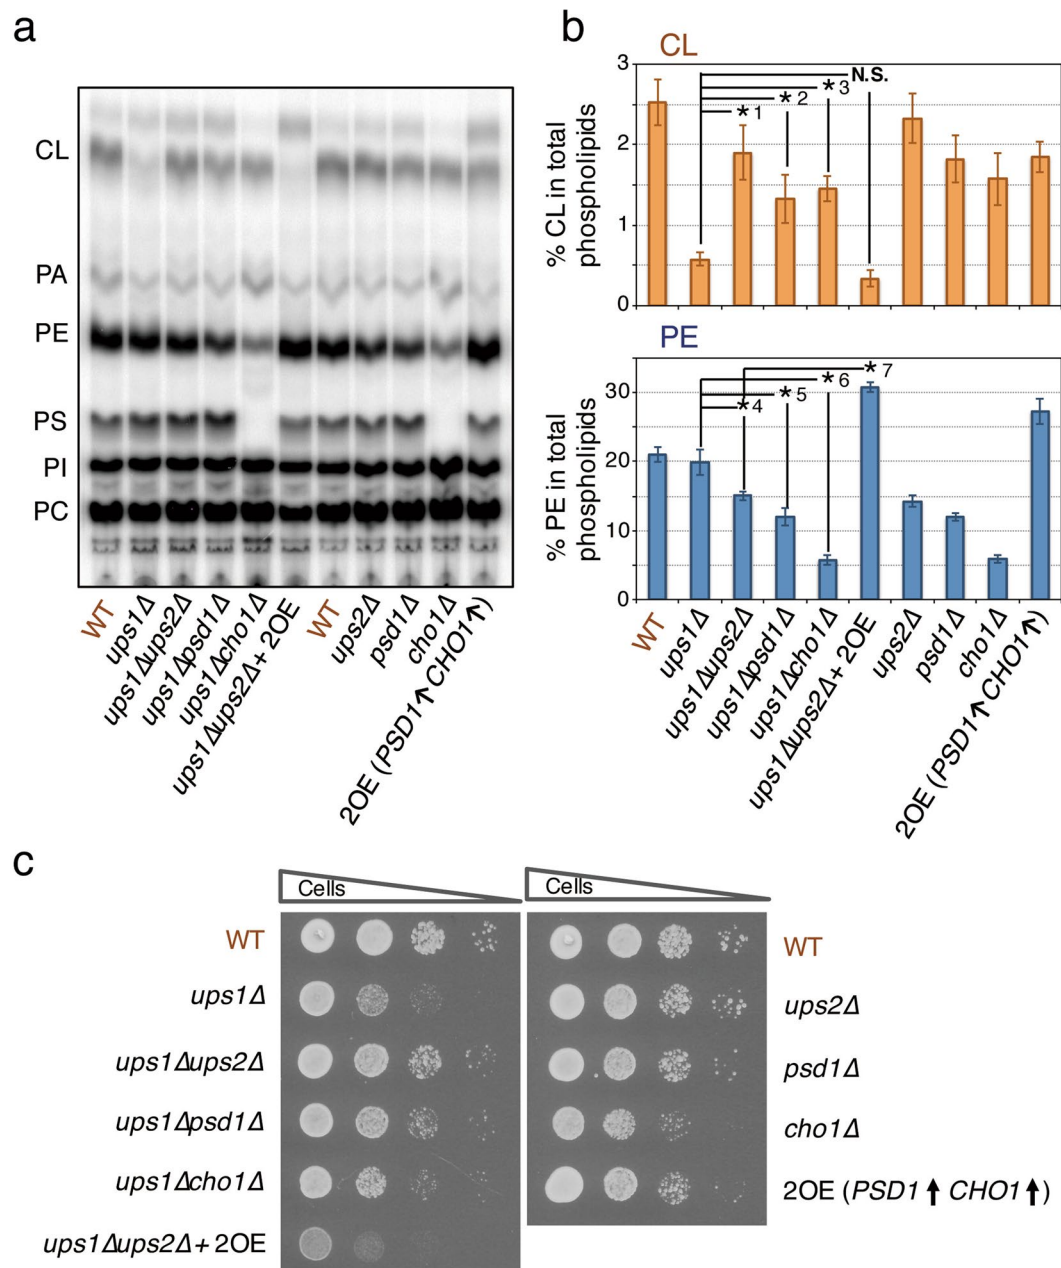 a
CL
PA
PE
PS
PI
PC
WT
ups1Δ
ups1Δups2Δ
ups1Δpsd1Δ
ups1Δcho1Δ
ups1Δups2Δ+ 2OE
WT
ups2Δ
psd1Δ
cho1Δ
2OE (PSD1↑CHO1↑)
b
CL
% CL in total
phospholipids
3
2
1
0
N.S.
* 3
* 2
* 1
PE
% PE in total
phospholipids
30
20
10
0
* 7
* 6
* 5
* 4
WT
ups1Δ
ups1Δups2Δ
ups1Δpsd1Δ
ups1Δcho1Δ
ups1Δups2Δ+ 2OE
ups2Δ
psd1Δ
cho1Δ
2OE (PSD1↑CHO1↑)
c
Cells
WT
ups1Δ
ups1Δups2Δ
ups1Δpsd1Δ
ups1Δcho1Δ
ups1Δups2Δ+ 2OE
Cells
WT
ups2Δ
psd1Δ
cho1Δ
2OE (PSD1↑ CHO1↑)